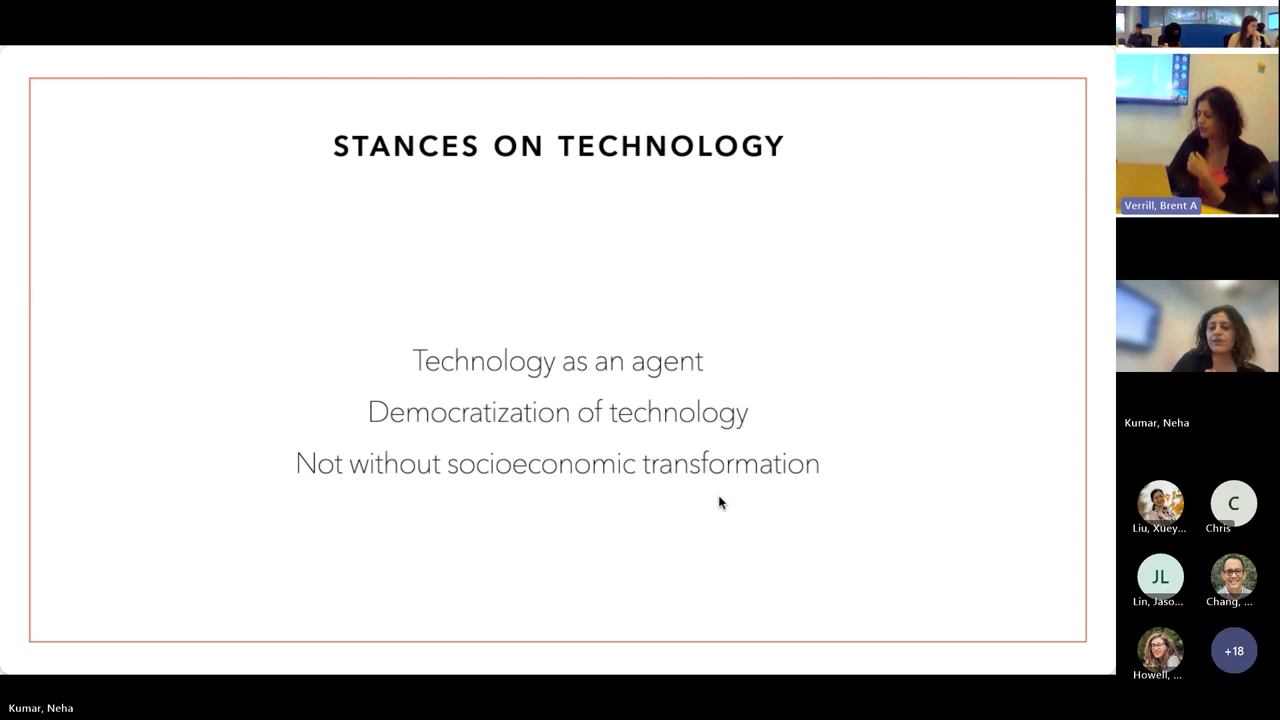 STANCES ON TECHNOLOGY
Technology as an agent
Democratization of technology
Not without socioeconomic transformation
Verrill, Brent A
Kumar, Neha
Liu, Xuey...
C
Chris
JL
Lin, Jaso...
Chang, ...
Howell, ...
+18
Kumar, Neha